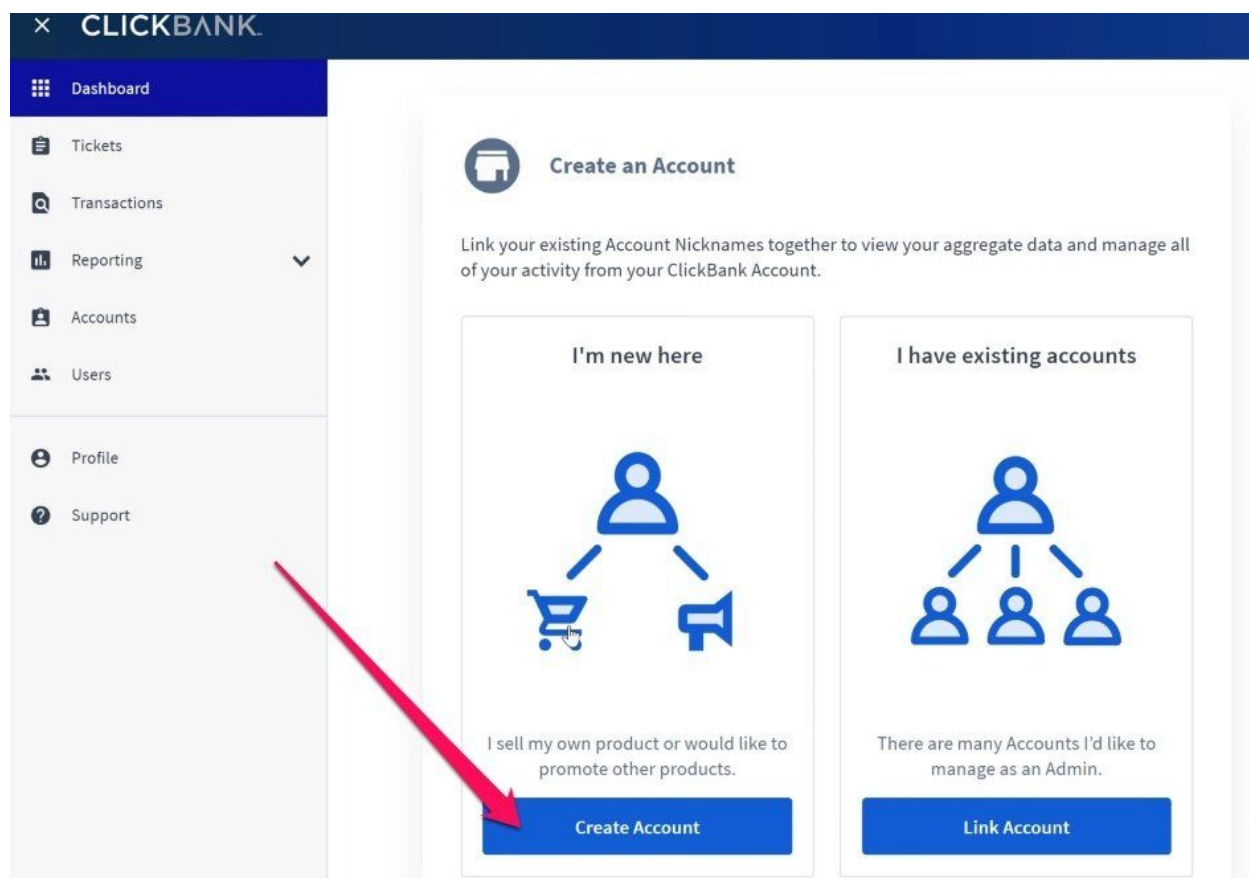 × CLICKBANK
Dashboard
Tickets
Transactions
Reporting
Accounts
Users
Profile
Support
Create an Account
Link your existing Account Nicknames together to view your aggregate data and manage all
of your activity from your ClickBank Account.
I'm new here
I sell my own product or would like to
promote other products.
Create Account
I have existing accounts
There are many Accounts I’d like to
manage as an Admin.
Link Account